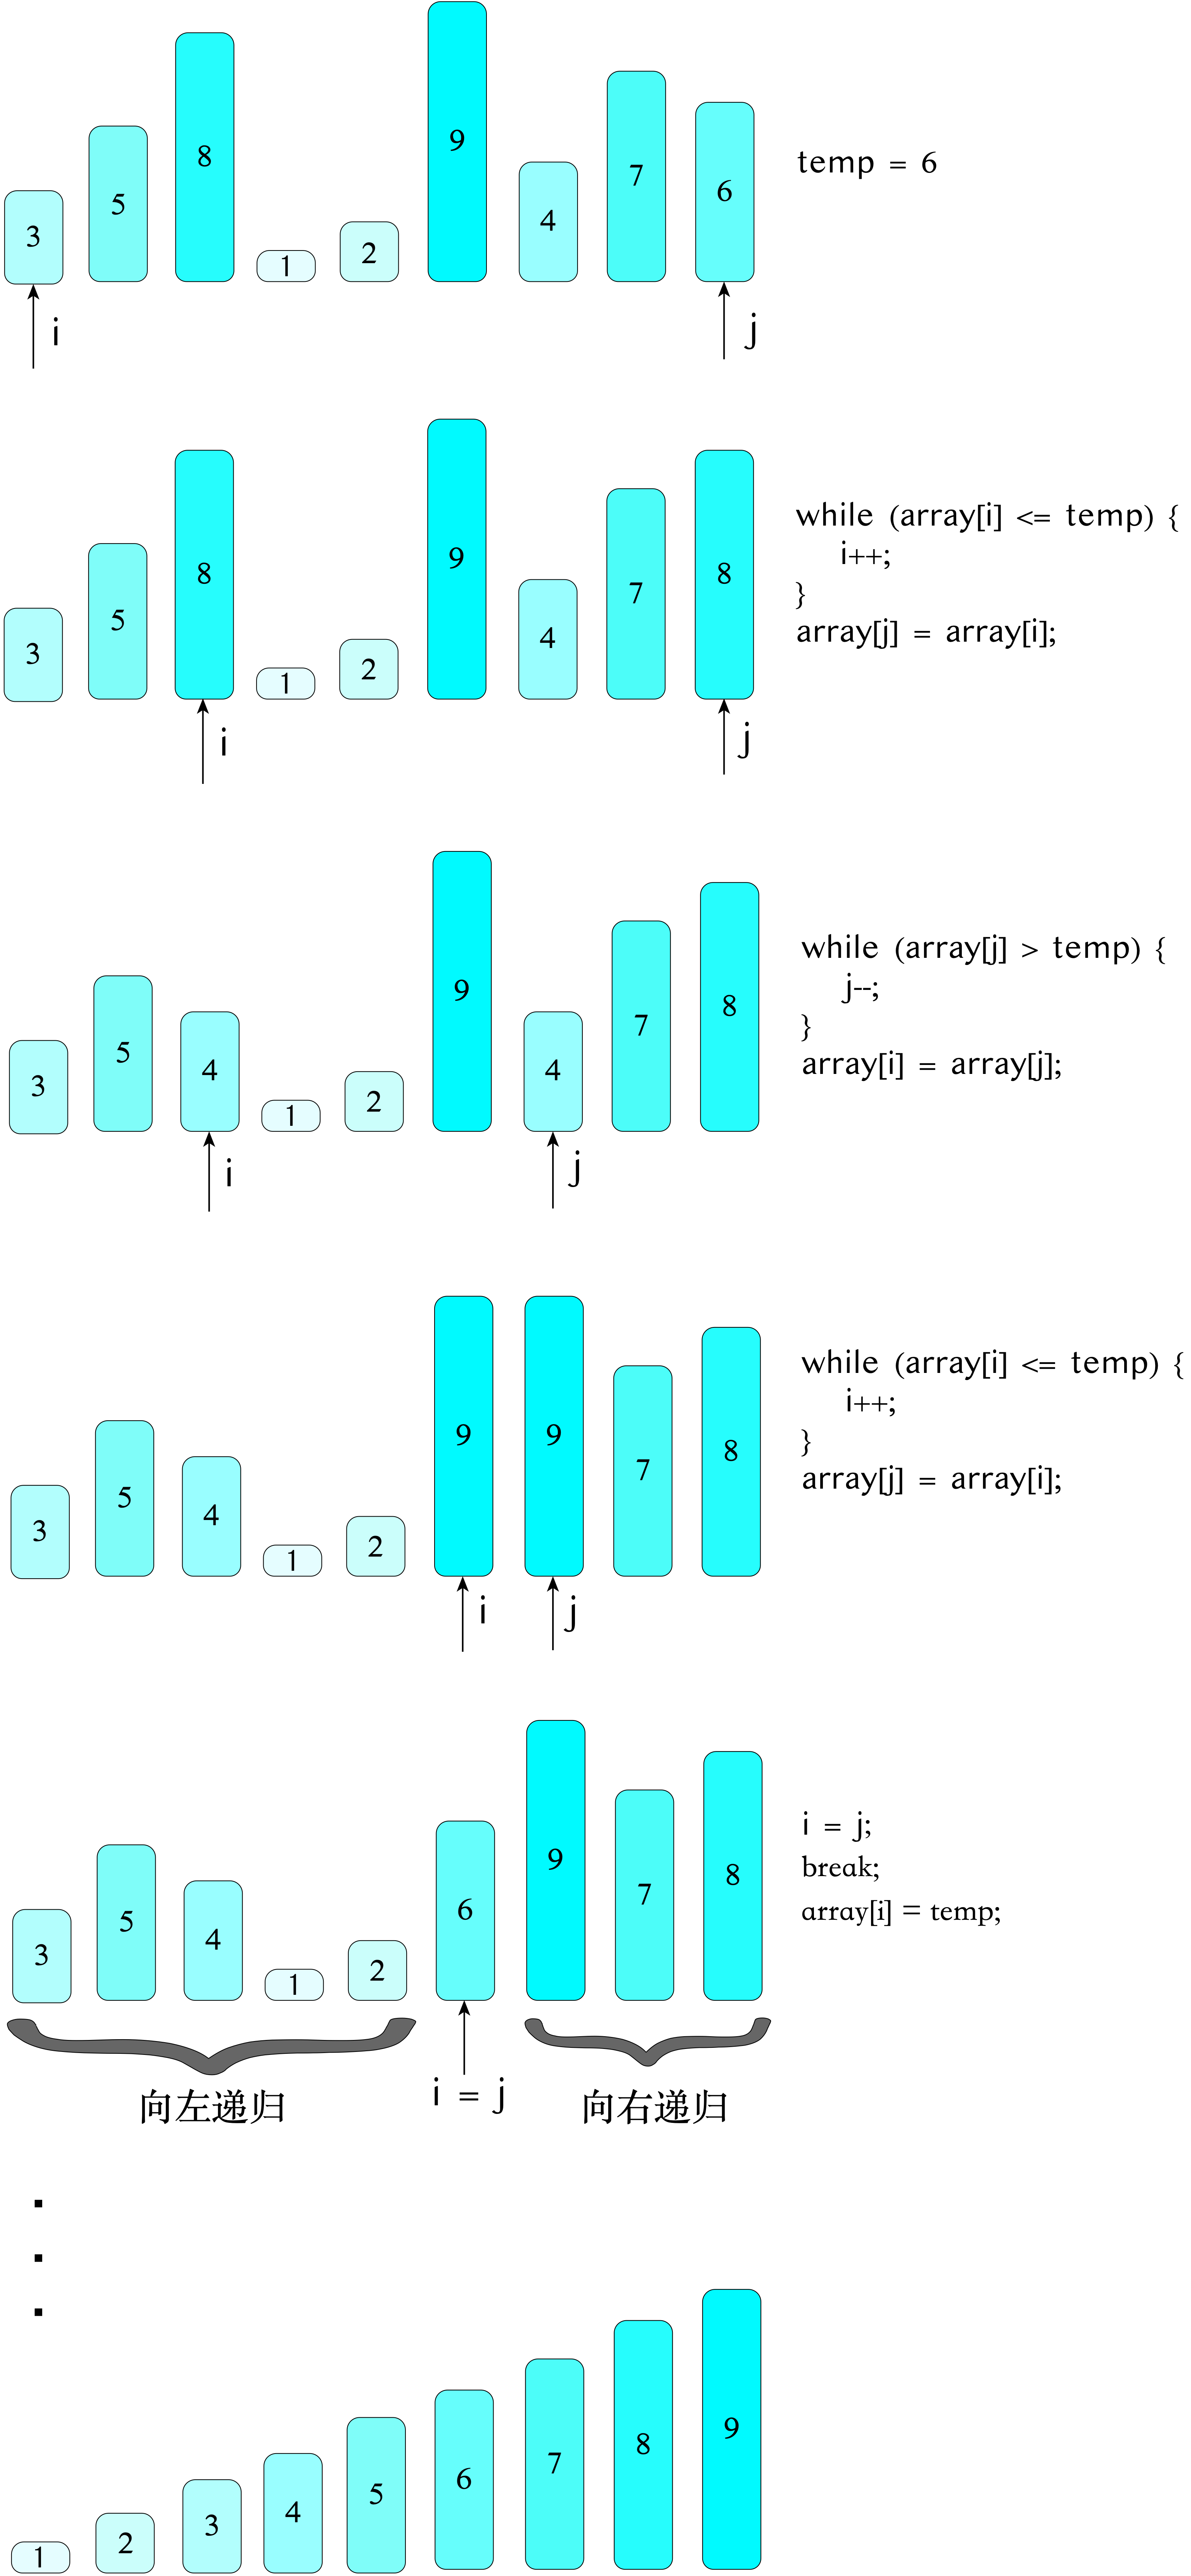 3 5 8 1 2 9 4 7 6
temp = 6
i j
3 5 8 1 2 9 4 7 8
while (array[i] <= temp) {
i++;
}
array[j] = array[i];
i j
3 5 4 1 2 9 4 7 8
while (array[j] > temp) {
j--;
}
array[i] = array[j];
i j
3 5 4 1 2 9 9 7 8
while (array[i] <= temp) {
i++;
}
array[j] = array[i];
i j
3 5 4 1 2 6 9 7 8
i = j;
break;
array[i] = temp;
向左递归 i = j 向右递归
1 2 3 4 5 6 7 8 9